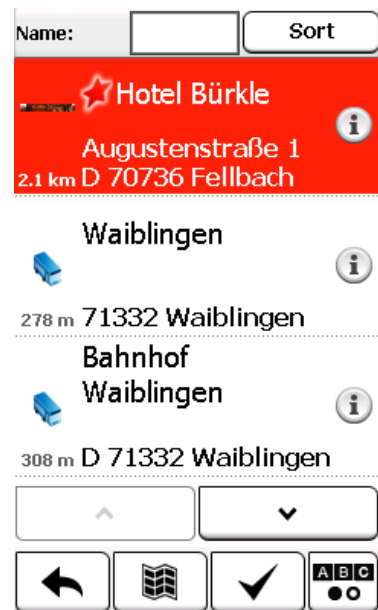 Name:
Sort
Hotel Bürkle
Augustenstraße 1
2.1 km D 70736 Fellbach
Waiblingen
278 m 71332 Waiblingen
Bahnhof
Waiblingen
308 m D 71332 Waiblingen
A B C